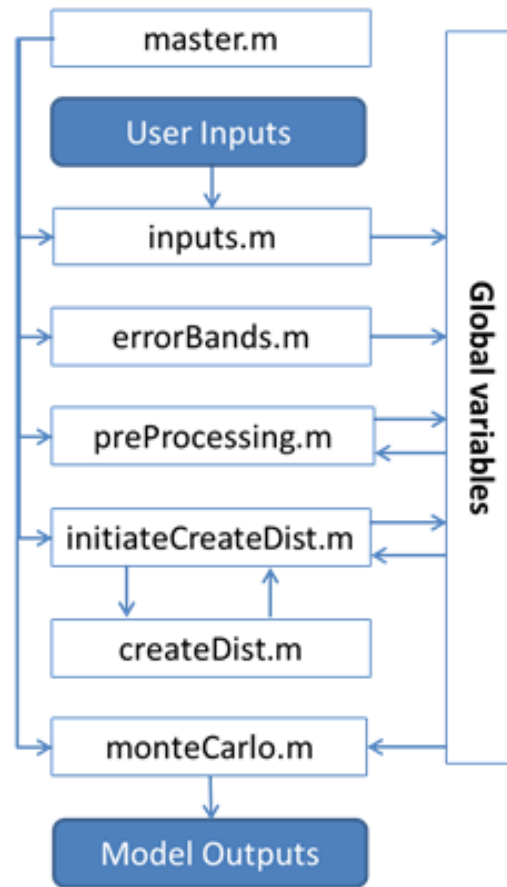 master.m
User Inputs
inputs.m
errorBands.m
preProcessing.m
initiateCreateDist.m
createDist.m
monteCarlo.m
Model Outputs
Global variables